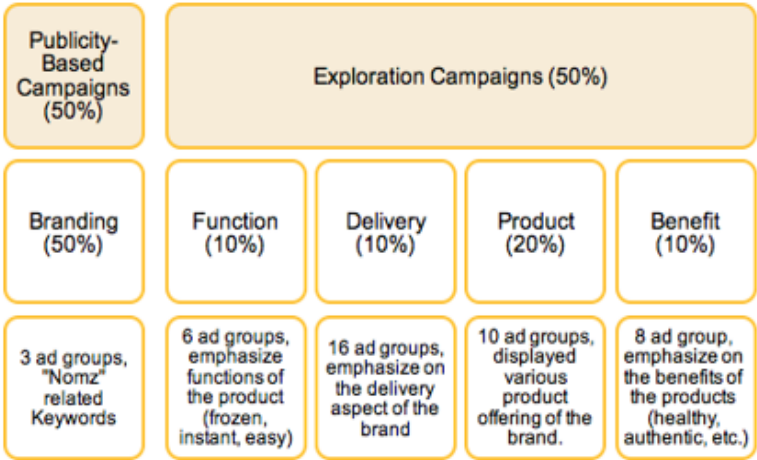 Publicity-
Based
Campaigns
(50%)
Exploration Campaigns (50%)
Branding
(50%)
Function
(10%)
Delivery
(10%)
Product
(20%)
Benefit
(10%)
3 ad groups,
"Nomz"
related
Keywords
6 ad groups,
emphasize
functions of
the product
(frozen,
instant, easy)
16 ad groups,
emphasize on
the delivery
aspect of the
brand
10 ad groups,
displayed
various
product
offering of the
brand.
8 ad group,
emphasize on
the benefits of
the products
(healthy,
authentic, etc.)